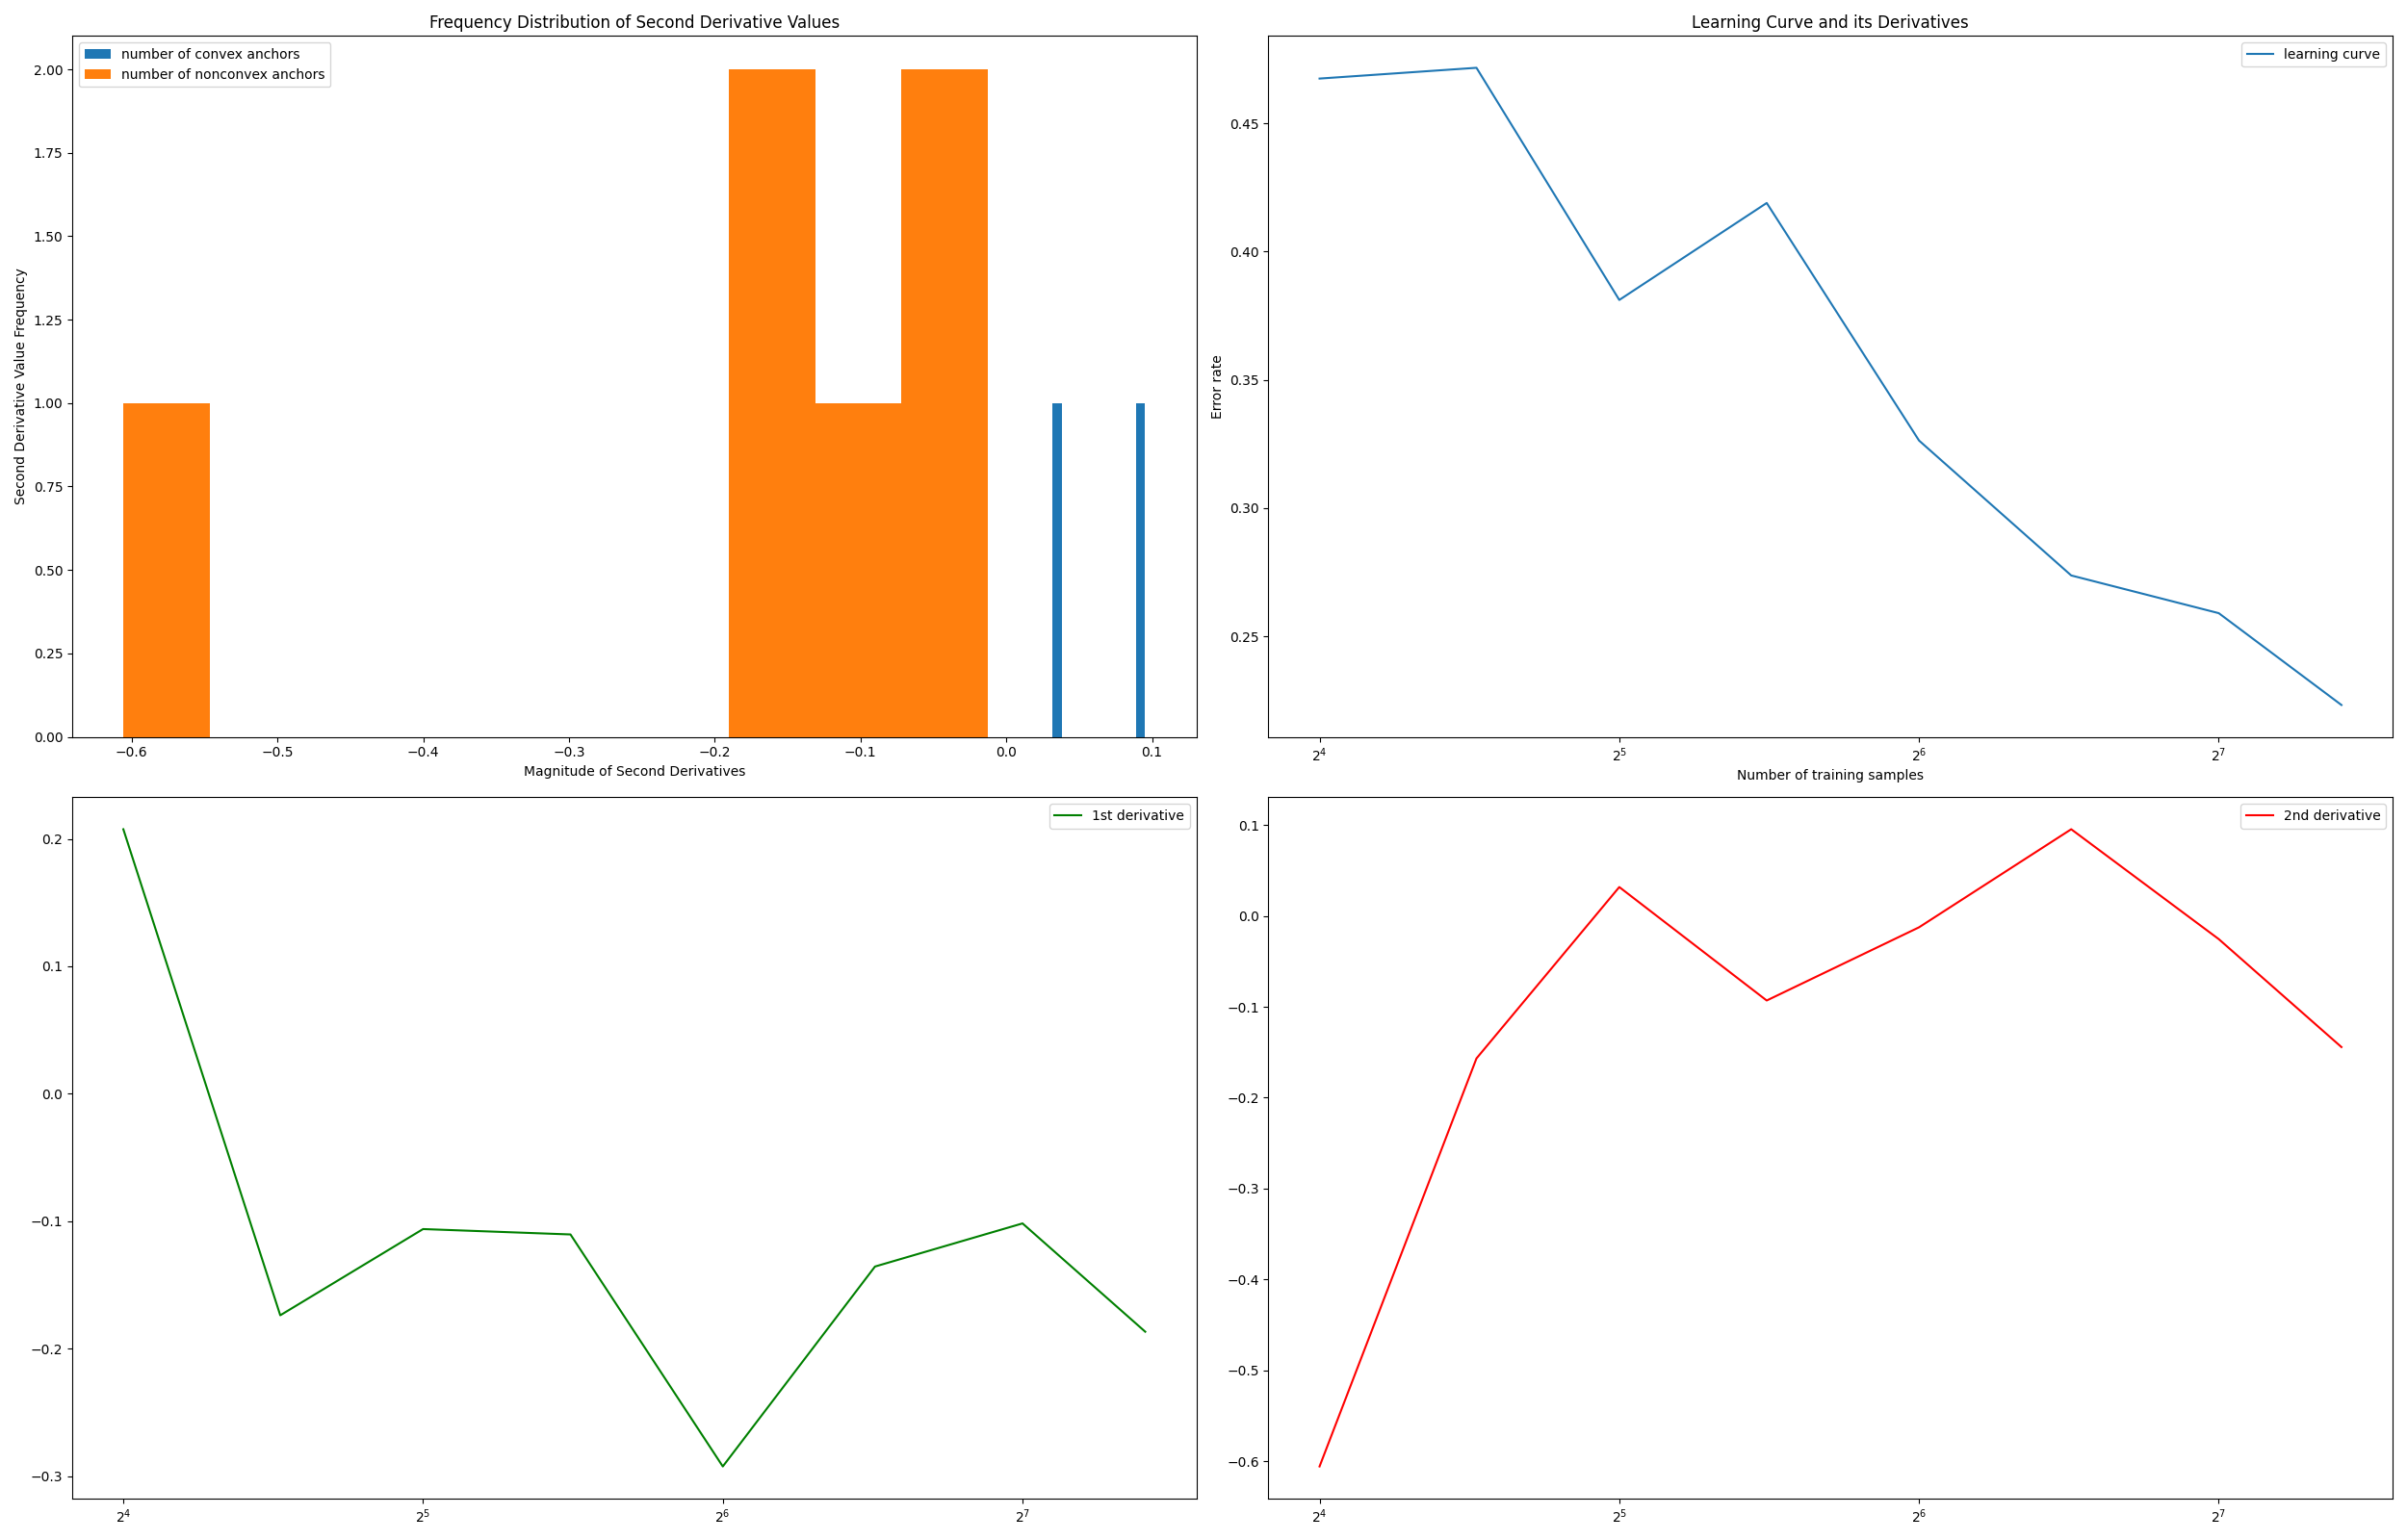 Frequency Distribution of Second Derivative Values
number of convex anchors
number of nonconvex anchors
Second Derivative Value Frequency
2.00
1.75
1.50
1.25
1.00
0.75
0.50
0.25
0.00
−0.6 −0.5 −0.4 −0.3 −0.2 −0.1 0.0 0.1
Magnitude of Second Derivatives
Learning Curve and its Derivatives
learning curve
Error rate
0.45
0.40
0.35
0.30
0.25
2⁴ 2⁵ 2⁶ 2⁷
Number of training samples
1st derivative
0.2
0.1
0.0
−0.1
−0.2
−0.3
2⁴ 2⁵ 2⁶ 2⁷
2nd derivative
0.1
0.0
−0.1
−0.2
−0.3
−0.4
−0.5
−0.6
2⁴ 2⁵ 2⁶ 2⁷